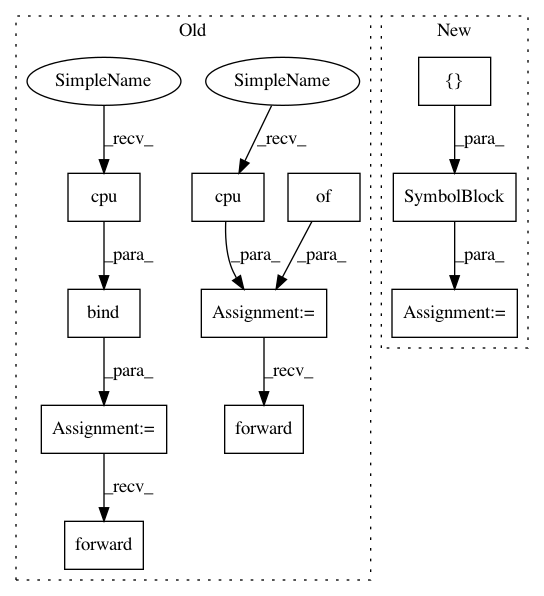 Old
New
SimpleName
SimpleName
{}
_recv_
_recv_
_para_
cpu
cpu
of
SymbolBlock
_para_
_para_
_para_
_para_
bind
Assignment:=
Assignment:=
_para_
_recv_
Assignment:=
forward
_recv_
forward